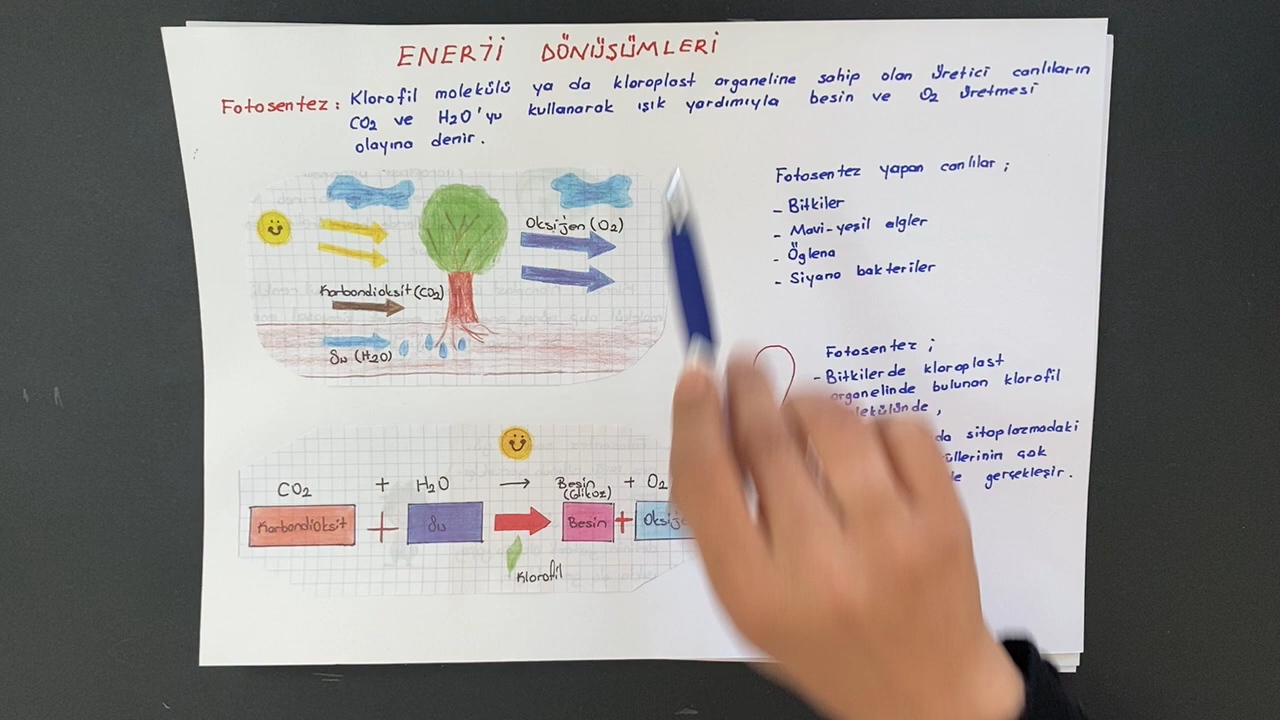 ENERJİ DÖNÜŞÜMLERİ
Fotosentez: Klorofil molekülü ya da kloroplast organeline sahip olan üretici canlıların
CO2 ve H2O'yu kullanarak ışık yardımıyla besin ve O2 üretmesi
olayına denir.
Oksijen (O2)
Karbondioksit (CO2)
Su (H2O)
CO2 + H2O → Besin + O2
(Glikoz)
Karbondioksit + Su Besin +
Klorofil
Fotosentez yapan canlılar ;
- Bitkiler
- Mavi-yeşil algler
- Öglena
- Siyano bakteriler
Fotosentez ;
- Bitkilerde kloroplast
organelinde bulunan klorofil
sitoplazmadaki
çok
gerçekleşir.